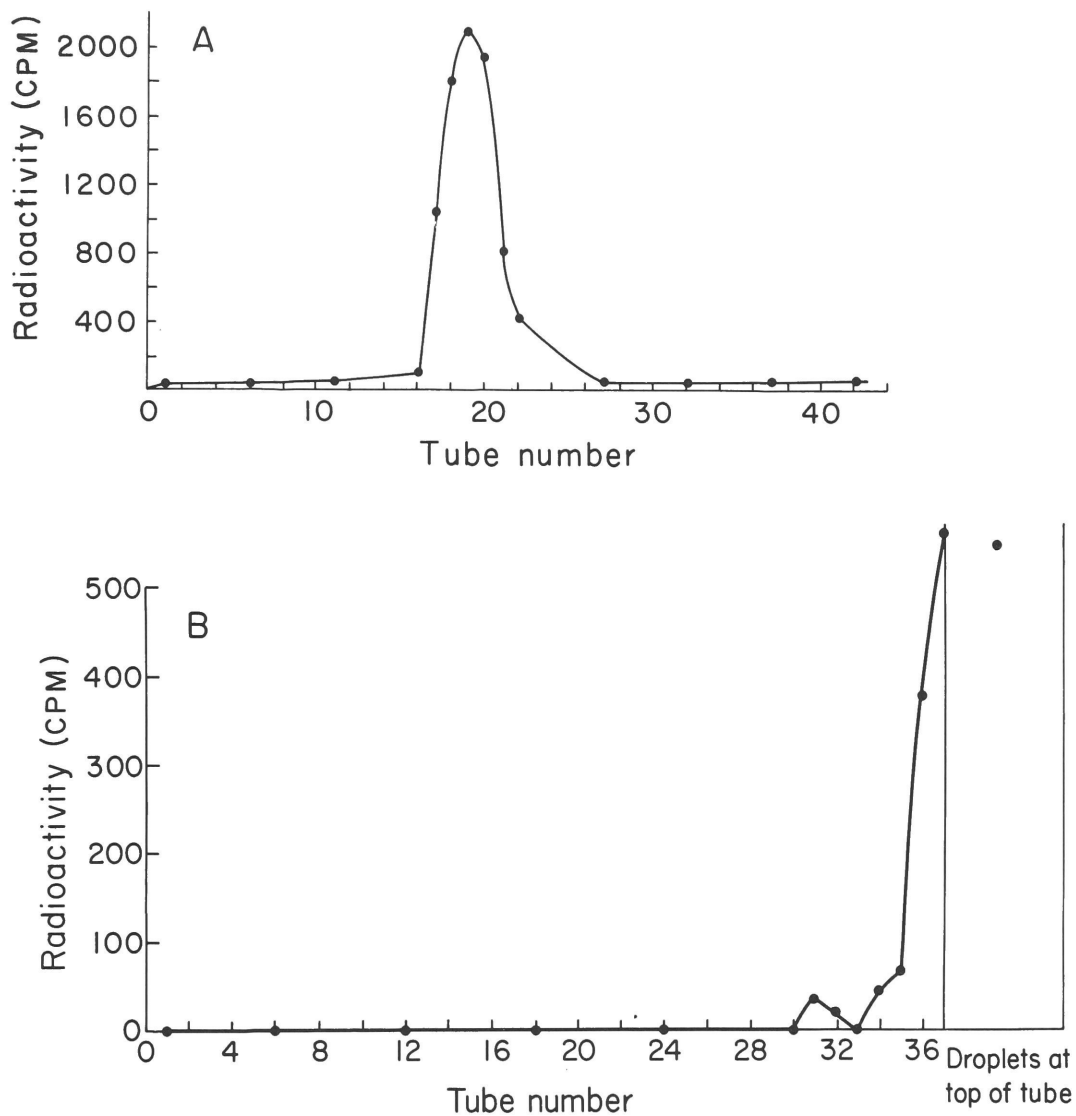 A
Radioactivity (CPM)
2000
1600
1200
800
400
0 10 20 30 40
Tube number
B
Radioactivity (CPM)
500
400
300
200
100
0
0 4 8 12 16 20 24 28 32 36
Droplets at
top of tube
Tube number